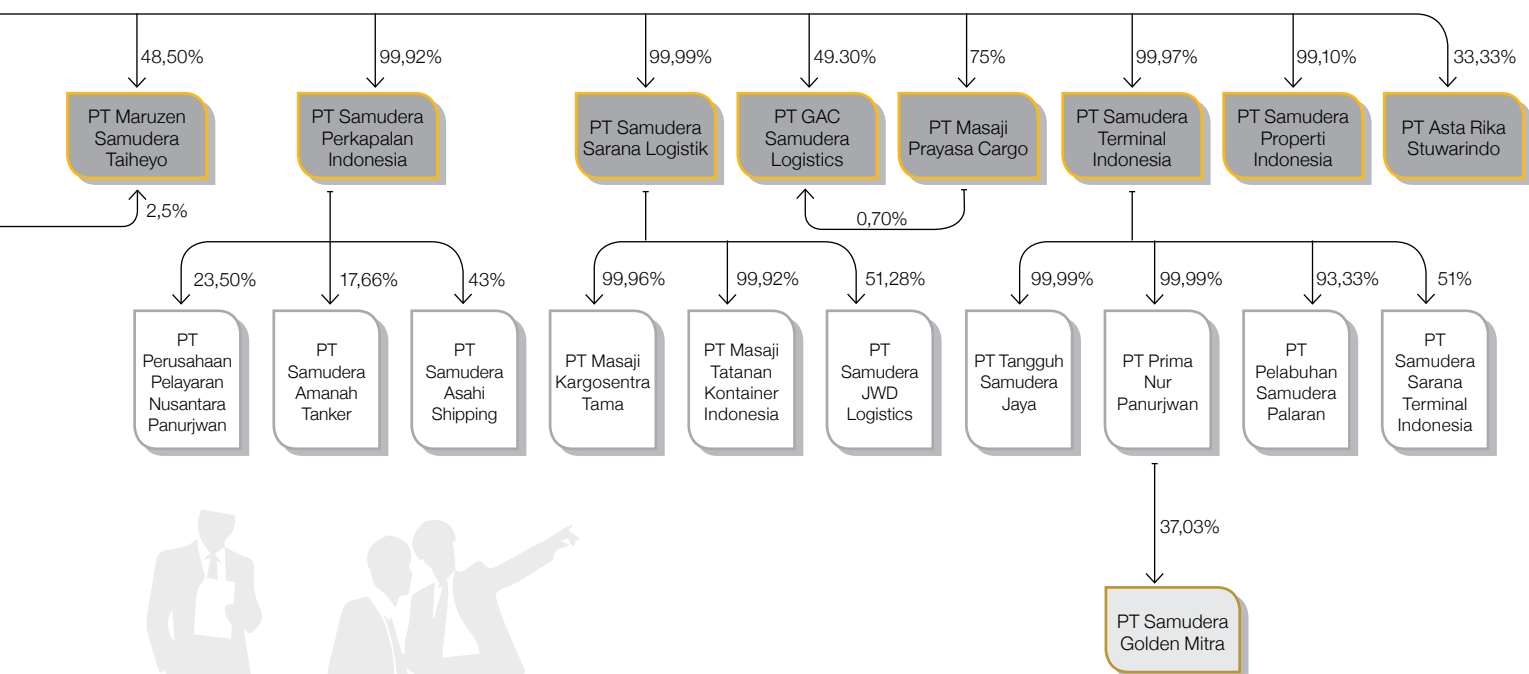 48,50%
99,92%
99,99%
49.30%
75%
99,97%
99,10%
33,33%
PT Maruzen
Samudera
Taiheyo
PT Samudera
Perkapalan
Indonesia
PT Samudera
Sarana Logistik
PT GAC
Samudera
Logistics
PT Masaji
Prayasa Cargo
PT Samudera
Terminal
Indonesia
PT Samudera
Properti
Indonesia
PT Asta Rika
Stuwarindo
2,5%
0,70%
23,50%
17,66%
43%
99,96%
99,92%
51,28%
99,99%
99,99%
93,33%
51%
PT
Perusahaan
Pelayaran
Nusantara
Panurjwan
PT
Samudera
Amanah
Tanker
PT
Samudera
Asahi
Shipping
PT Masaji
Kargosentra
Tama
PT Masaji
Tatanan
Kontainer
Indonesia
PT
Samudera
JWD
Logistics
PT Tangguh
Samudera
Jaya
PT Prima
Nur
Panurjwan
PT
Pelabuhan
Samudera
Palaran
PT
Samudera
Sarana
Terminal
Indonesia
37,03%
PT Samudera
Golden Mitra